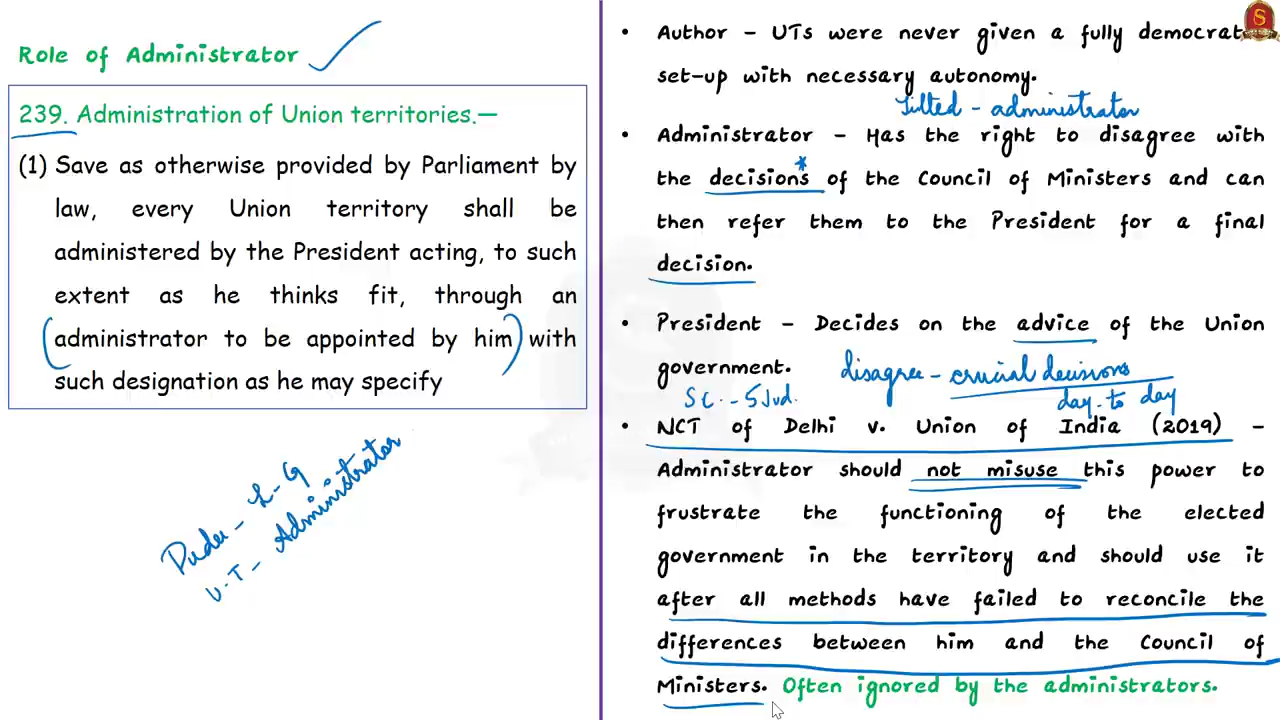 Role of Administrator
239. Administration of Union territories.—
(1) Save as otherwise provided by Parliament by
law, every Union territory shall be
administered by the President acting, to such
extent as he thinks fit, through an
administrator to be appointed by him with
such designation as he may specify
L-G
U.T- Administrator
• Author - UTs were never given a fully democrat
set-up with necessary autonomy.
Tilted - administrator
• Administrator - Has the right to disagree with
the decisions* of the Council of Ministers and can
then refer them to the President for a final
decision.
• President - Decides on the advice of the Union
government.
disagree - crucial decisions
SC. - 5 Jud.
day-to day
• NCT of Delhi v. Union of India (2019) -
Administrator should not misuse this power to
frustrate the functioning of the elected
government in the territory and should use it
after all methods have failed to reconcile the
differences between him and the Council of
Ministers. Often ignored by the administrators.